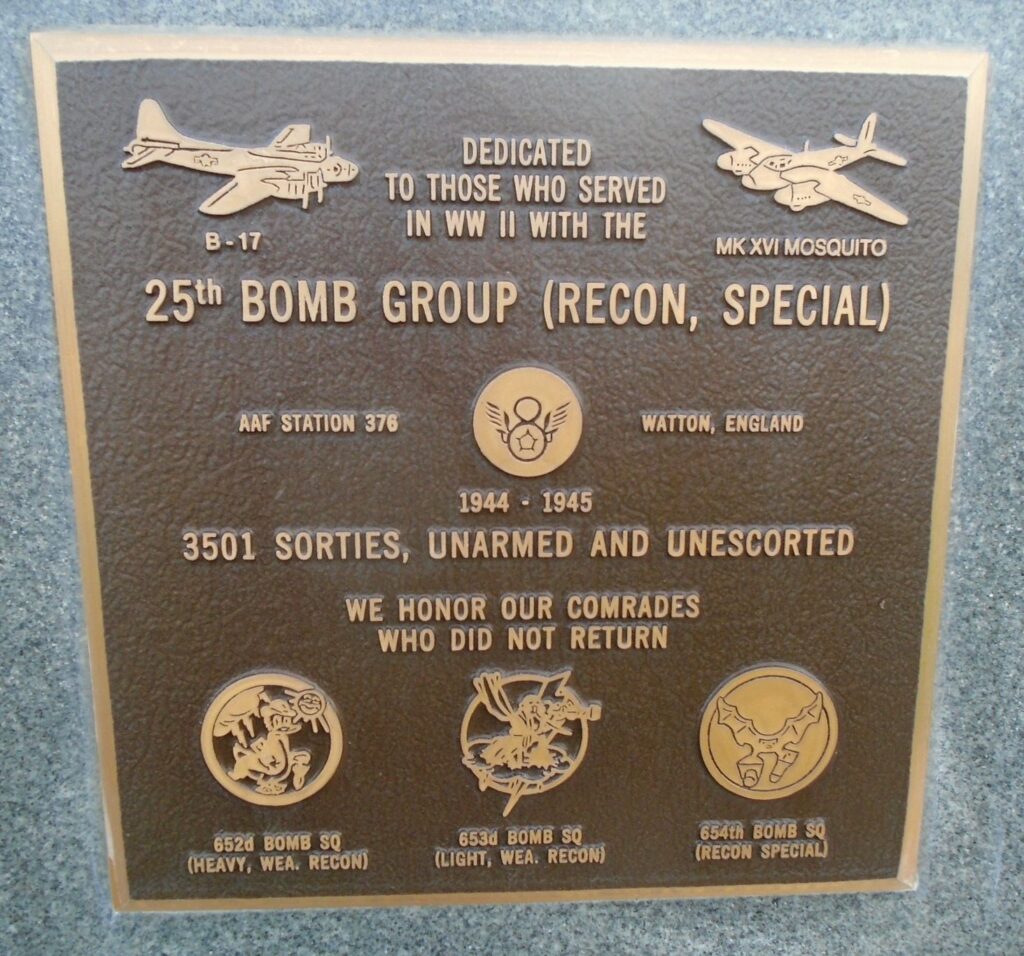 DEDICATED
TO THOSE WHO SERVED
IN WW II WITH THE
B-17
MK XVI MOSQUITO
25th BOMB GROUP (RECON, SPECIAL)
AAF STATION 376
WATTON, ENGLAND
1944 - 1945
3501 SORTIES, UNARMED AND UNESCORTED
WE HONOR OUR COMRADES
WHO DID NOT RETURN
652d BOMB SQ
(HEAVY, WEA. RECON)
653d BOMB SQ
(LIGHT, WEA. RECON)
654th BOMB SQ
(RECON SPECIAL)